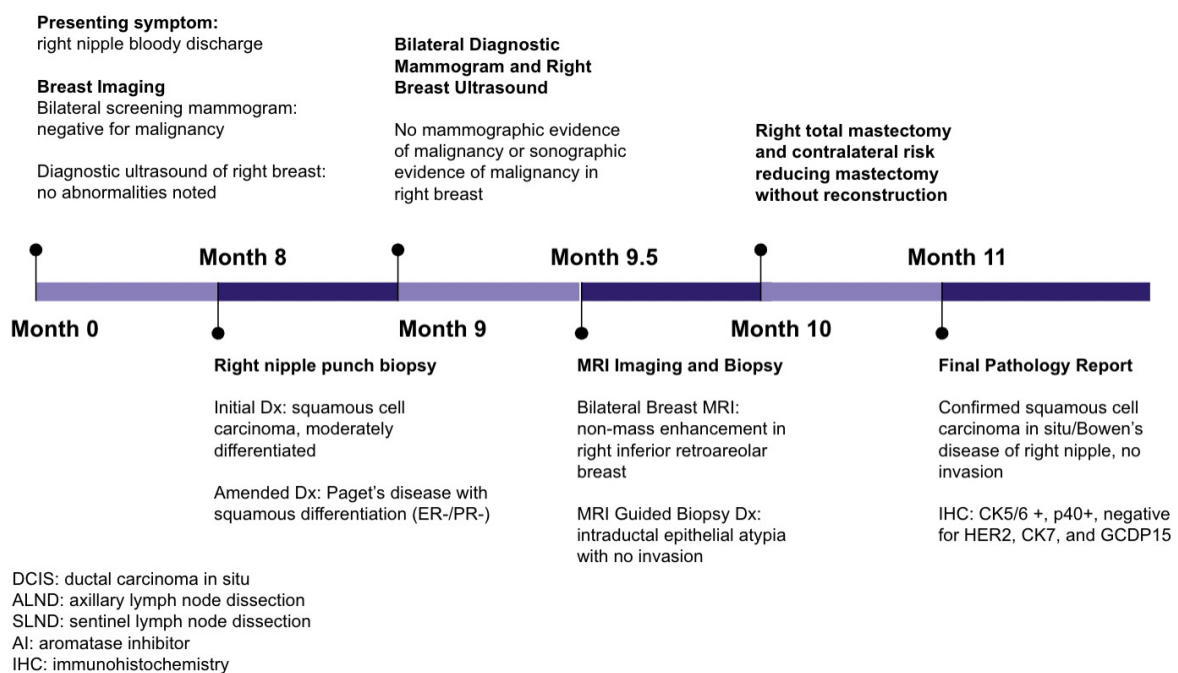 Presenting symptom:
right nipple bloody discharge
Breast Imaging
Bilateral screening mammogram:
negative for malignancy
Diagnostic ultrasound of right breast:
no abnormalities noted
Bilateral Diagnostic
Mammogram and Right
Breast Ultrasound
No mammographic evidence
of malignancy or sonographic
evidence of malignancy in
right breast
Right total mastectomy
and contralateral risk
reducing mastectomy
without reconstruction
Month 8
Month 9.5
Month 11
Month 0
Month 9
Month 10
Right nipple punch biopsy
Initial Dx: squamous cell
carcinoma, moderately
differentiated
Amended Dx: Paget's disease with
squamous differentiation (ER-/PR-)
MRI Imaging and Biopsy
Bilateral Breast MRI:
non-mass enhancement in
right inferior retroareolar
breast
MRI Guided Biopsy Dx:
intraductal epithelial atypia
with no invasion
Final Pathology Report
Confirmed squamous cell
carcinoma in situ/Bowen's
disease of right nipple, no
invasion
IHC: CK5/6 +, p40+, negative
for HER2, CK7, and GCDP15
DCIS: ductal carcinoma in situ
ALND: axillary lymph node dissection
SLND: sentinel lymph node dissection
AI: aromatase inhibitor
IHC: immunohistochemistry